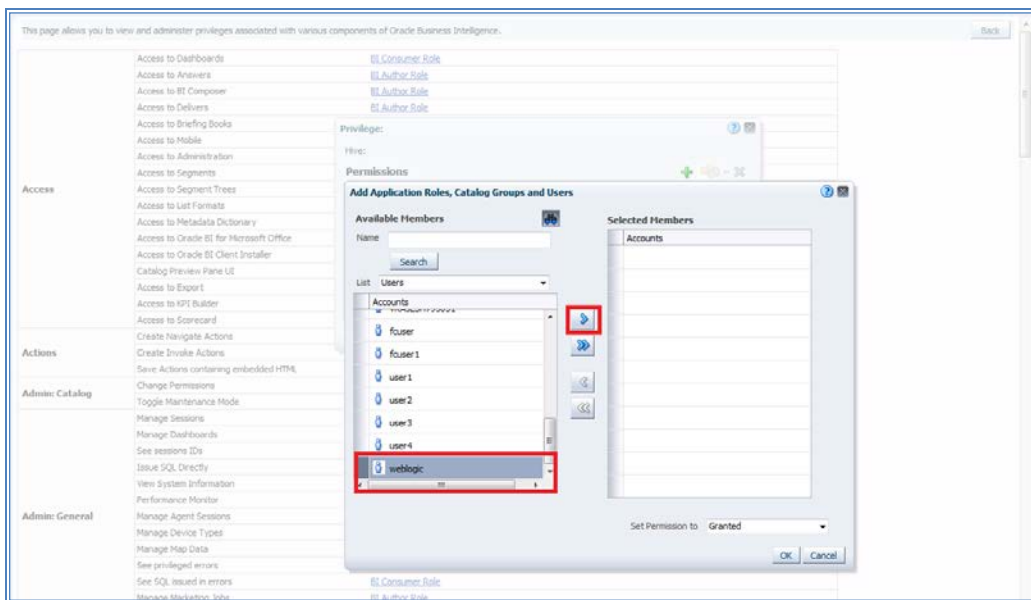 This page allows you to view and administer privileges associated with various components of Oracle Business Intelligence.
Back
Access
Access to Dashboards BI Consumer Role
Access to Answers BI Author Role
Access to BI Composer BI Author Role
Access to Delivers BI Author Role
Access to Briefing Books
Access to Mobile
Access to Administration
Access to Segments
Access to Segment Trees
Access to List Formats
Access to Metadata Dictionary
Access to Oracle BI for Microsoft Office
Access to Oracle BI Client Installer
Catalog Preview Pane UI
Access to Export
Access to KPI Builder
Access to Scorecard
Actions
Create Navigate Actions
Create Invoke Actions
Save Actions containing embedded HTML
Admin: Catalog
Change Permissions
Toggle Maintenance Mode
Admin: General
Manage Sessions
Manage Dashboards
See sessions IDs
Issue SQL Directly
View System Information
Performance Monitor
Manage Agent Sessions
Manage Device Types
Manage Map Data
See privileged errors
See SQL issued in errors BI Consumer Role
Manage Marketing Jobs BI Author Role
Privilege:
Hive:
Permissions
Add Application Roles, Catalog Groups and Users
Available Members
Name
Search
List Users
Accounts
fcuser
fcuser1
user1
user2
user3
user4
weblogic
Selected Members
Accounts
Set Permission to Granted
OK Cancel